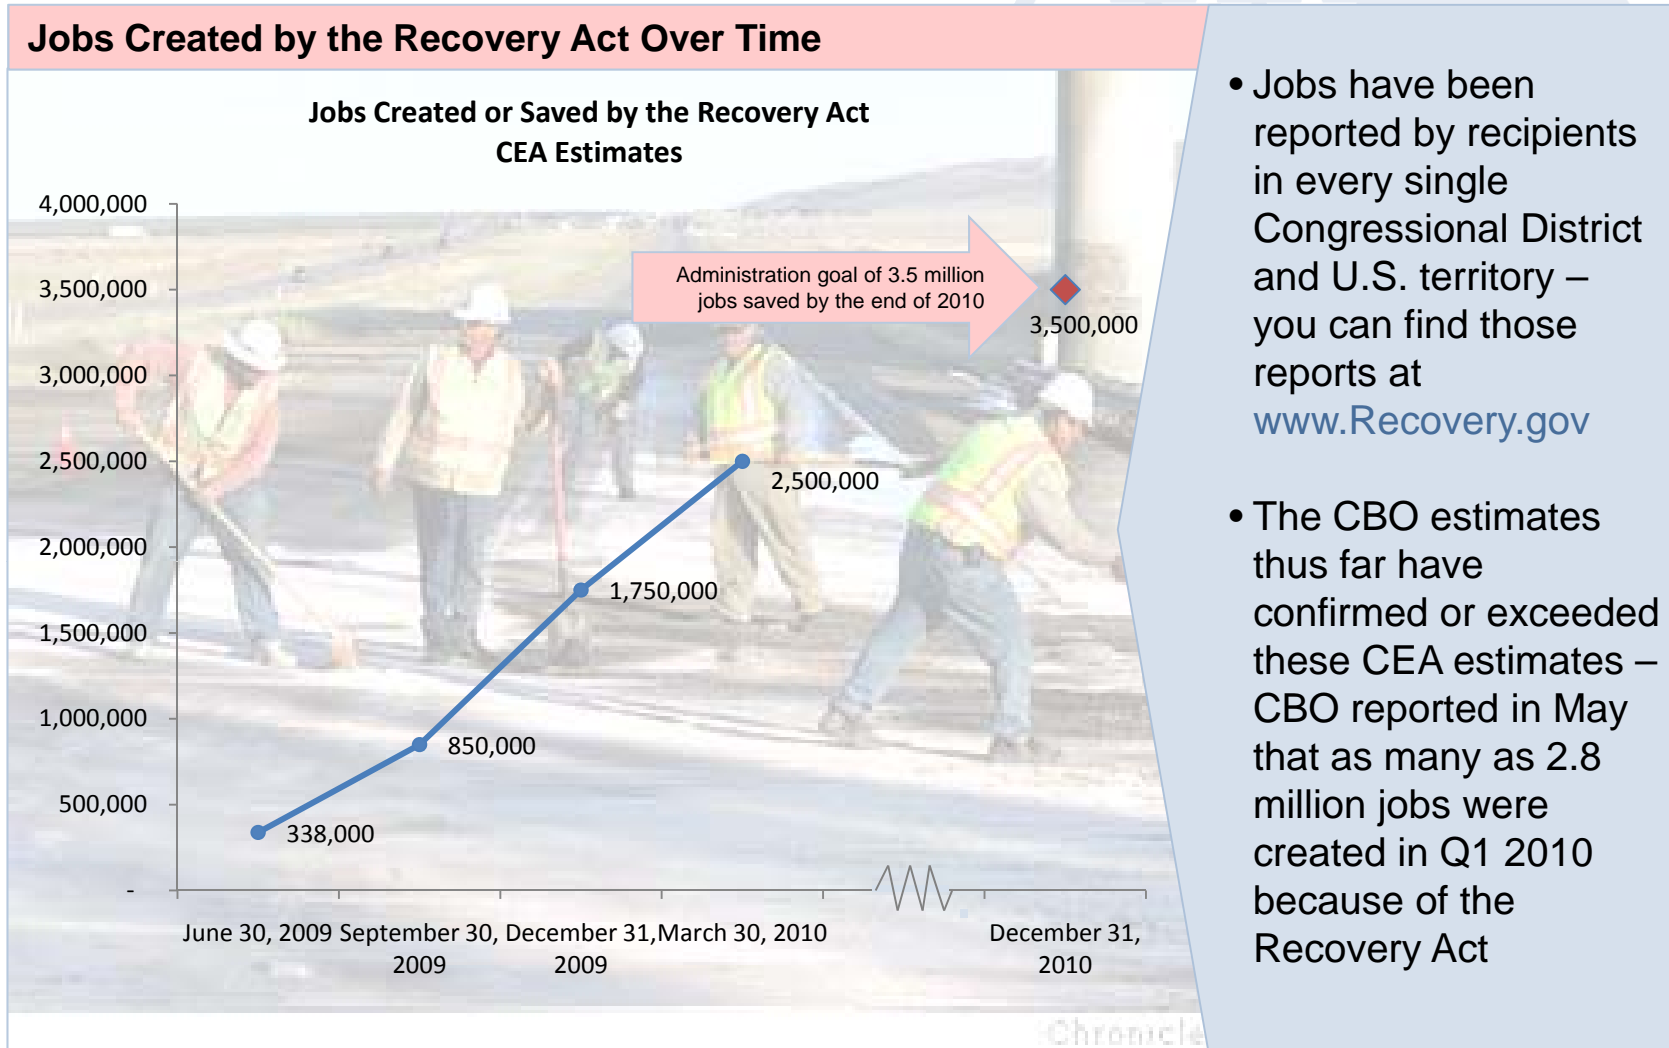 Jobs Created by the Recovery Act Over Time
Jobs Created or Saved by the Recovery Act
CEA Estimates
4,000,000
3,500,000
3,000,000
2,500,000
2,000,000
1,500,000
1,000,000
500,000
-
Administration goal of 3.5 million
jobs saved by the end of 2010
3,500,000
2,500,000
1,750,000
850,000
338,000
June 30, 2009 September 30, December 31, March 30, 2010 December 31,
2009 2009 2010
• Jobs have been
reported by recipients
in every single
Congressional District
and U.S. territory –
you can find those
reports at
www.Recovery.gov
• The CBO estimates
thus far have
confirmed or exceeded
these CEA estimates –
CBO reported in May
that as many as 2.8
million jobs were
created in Q1 2010
because of the
Recovery Act
Chronicle